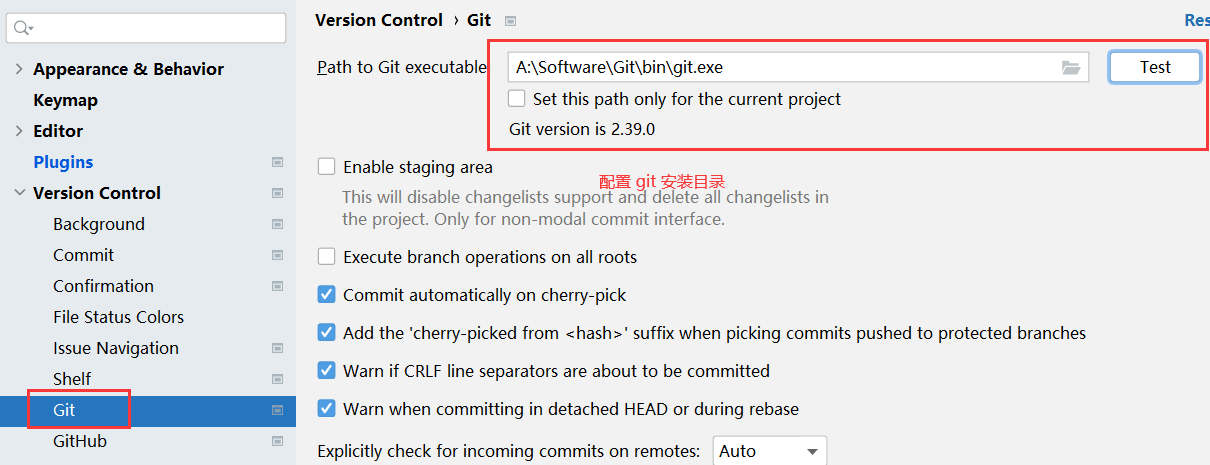 Appearance & Behavior
Keymap
Editor
Plugins
Version Control
Background
Commit
Confirmation
File Status Colors
Issue Navigation
Shelf
Git
GitHub
Version Control › Git
Res
Path to Git executable
A:\Software\Git\bin\git.exe
Test
Set this path only for the current project
Git version is 2.39.0
Enable staging area
配置 git 安装目录
This will disable changelists support and delete all changelists in
the project. Only for non-modal commit interface.
Execute branch operations on all roots
Commit automatically on cherry-pick
Add the 'cherry-picked from <hash>' suffix when picking commits pushed to protected branches
Warn if CRLF line separators are about to be committed
Warn when committing in detached HEAD or during rebase
Explicitly check for incoming commits on remotes: Auto